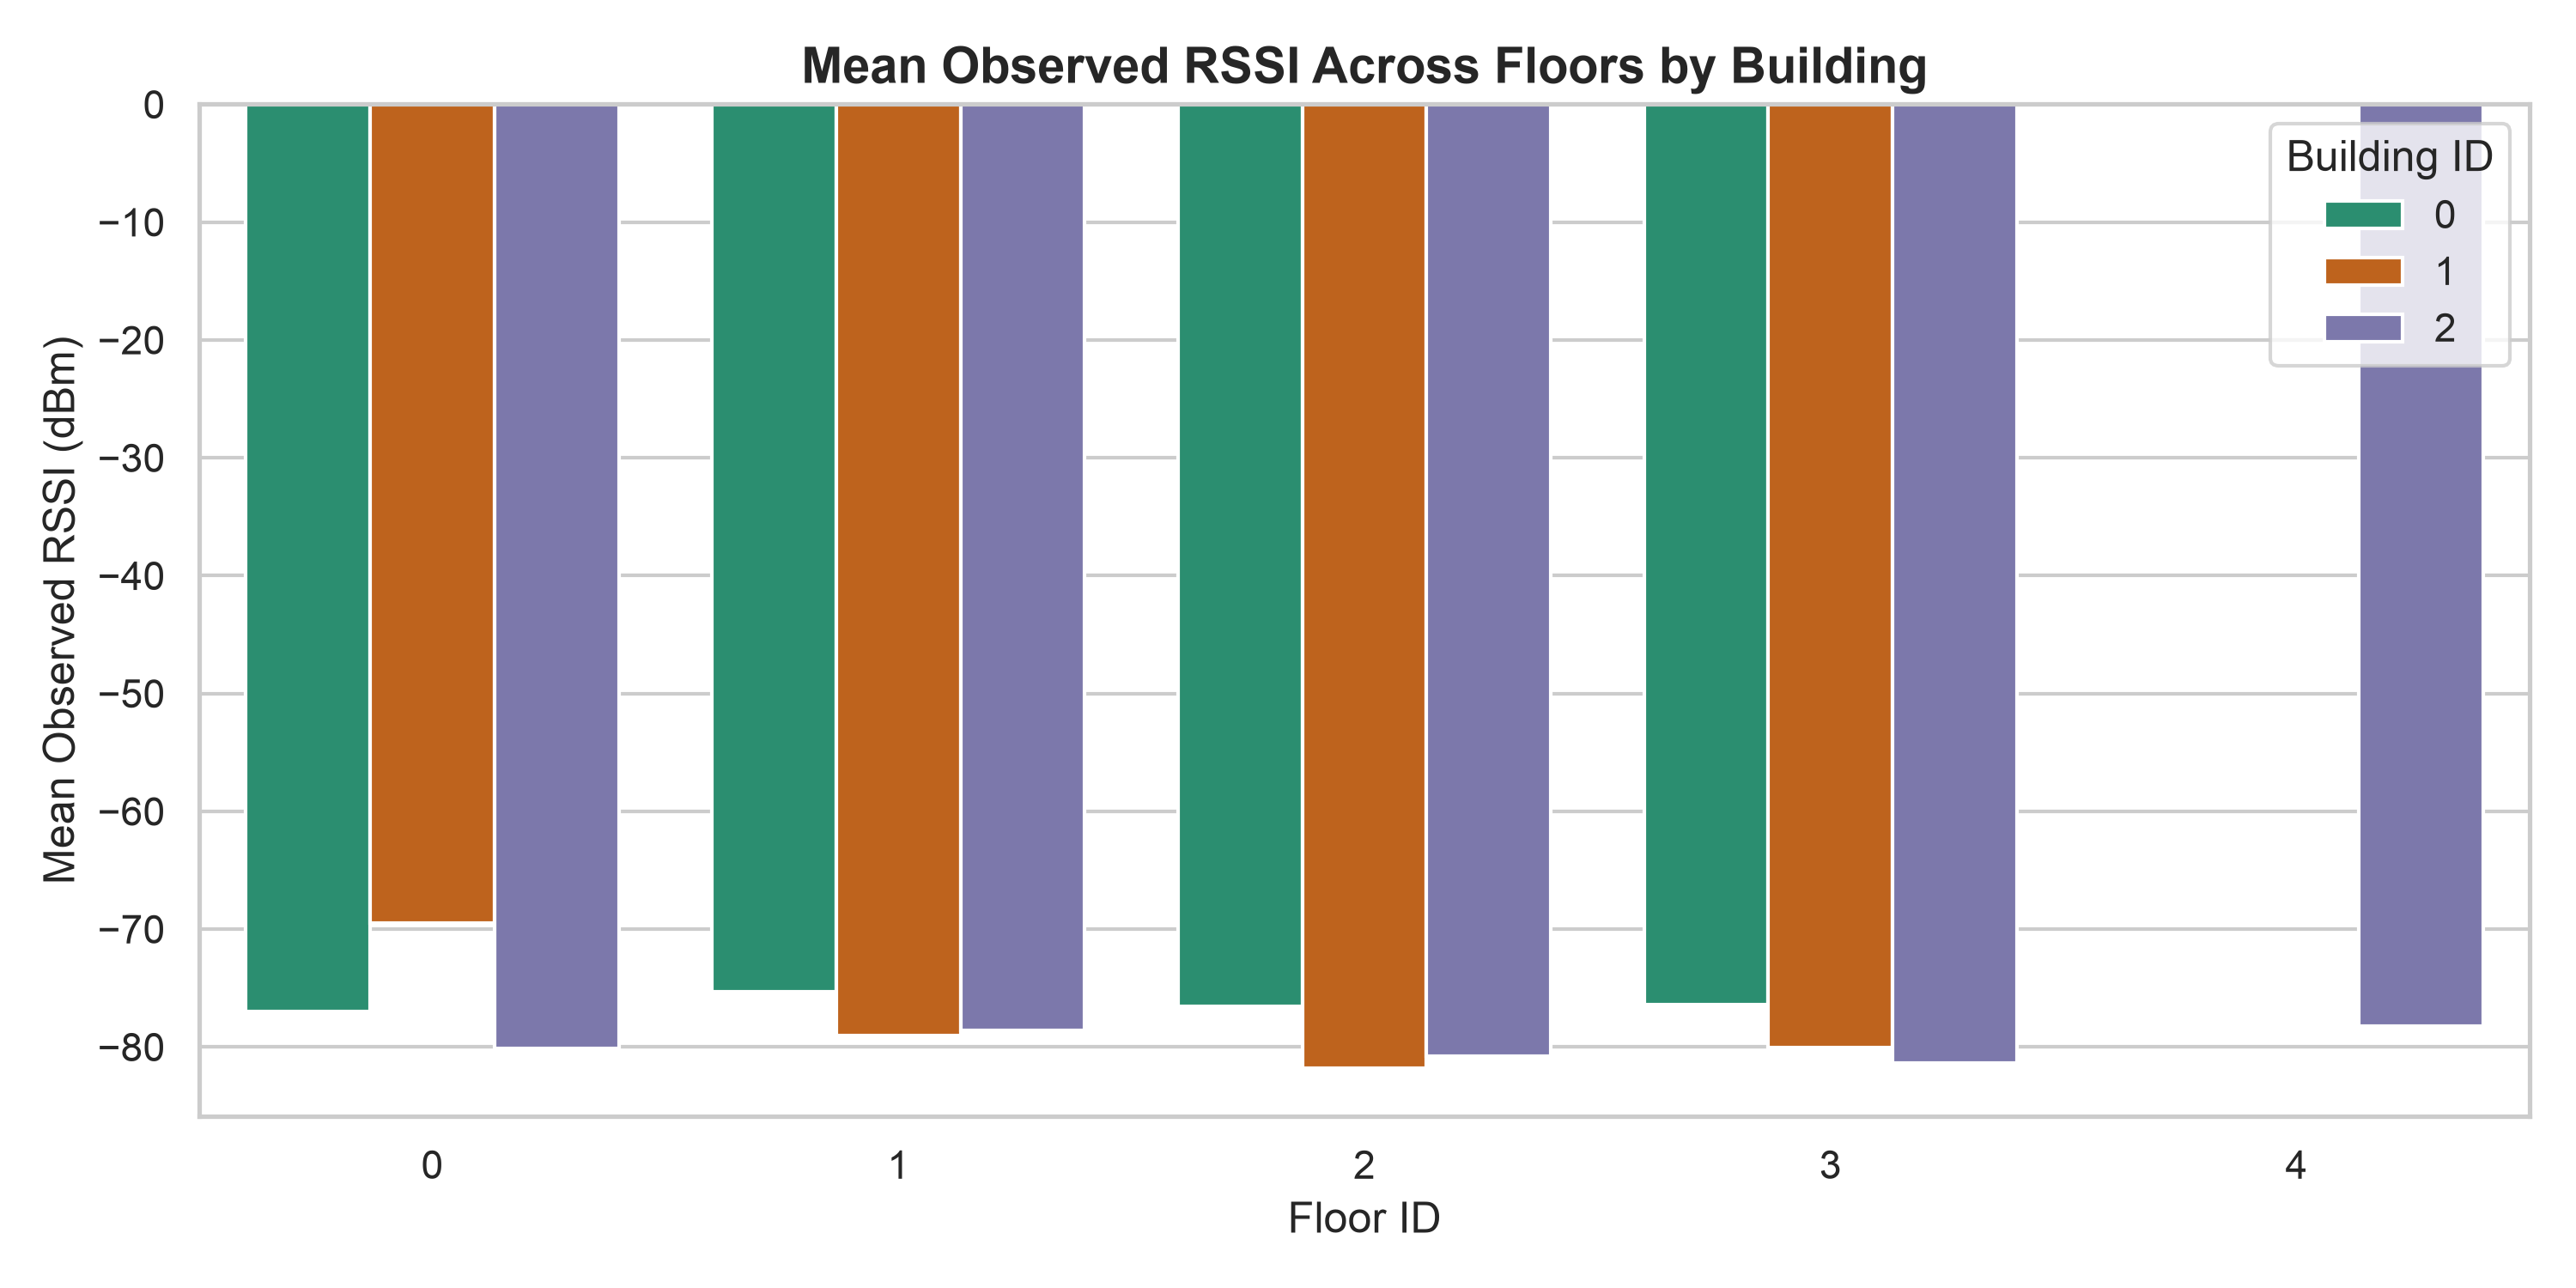 Mean Observed RSSI Across Floors by Building
Mean Observed RSSI (dBm)
0
−10
−20
−30
−40
−50
−60
−70
−80
Building ID
0
1
2
0 1 2 3 4
Floor ID